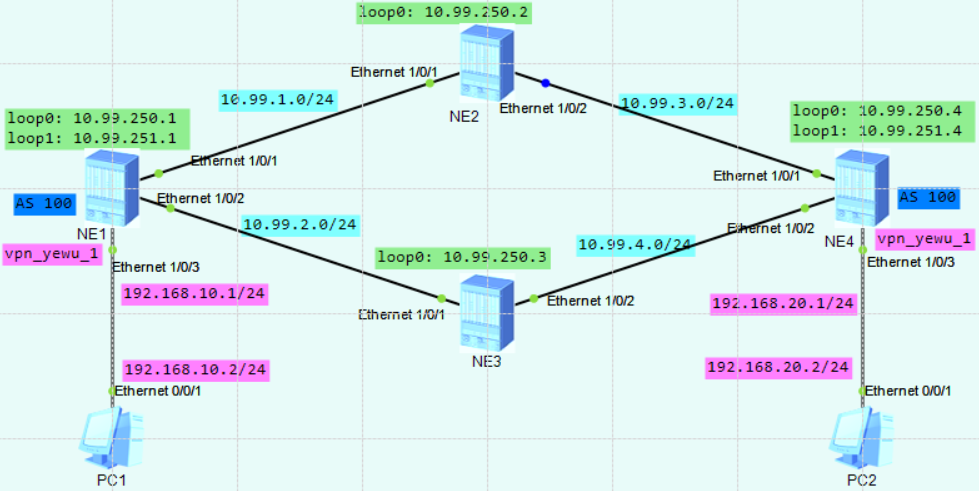 loop0: 10.99.250.2
Ethernet 1/0/1
10.99.1.0/24
NE2
Ethernet 1/0/2
10.99.3.0/24
loop0: 10.99.250.1
loop1: 10.99.251.1
loop0: 10.99.250.4
loop1: 10.99.251.4
Ethernet 1/0/1
Ethernet 1/0/1
AS 100
Ethernet 1/0/2
AS 100
NE1
10.99.2.0/24
Ethernet 1/0/2
NE4
vpn_yewu_1
vpn_yewu_1
10.99.4.0/24
loop0: 10.99.250.3
Ethernet 1/0/3
Ethernet 1/0/3
192.168.10.1/24
Ethernet 1/0/1
Ethernet 1/0/2
192.168.20.1/24
NE3
192.168.10.2/24
192.168.20.2/24
Ethernet 0/0/1
Ethernet 0/0/1
PC1
PC2